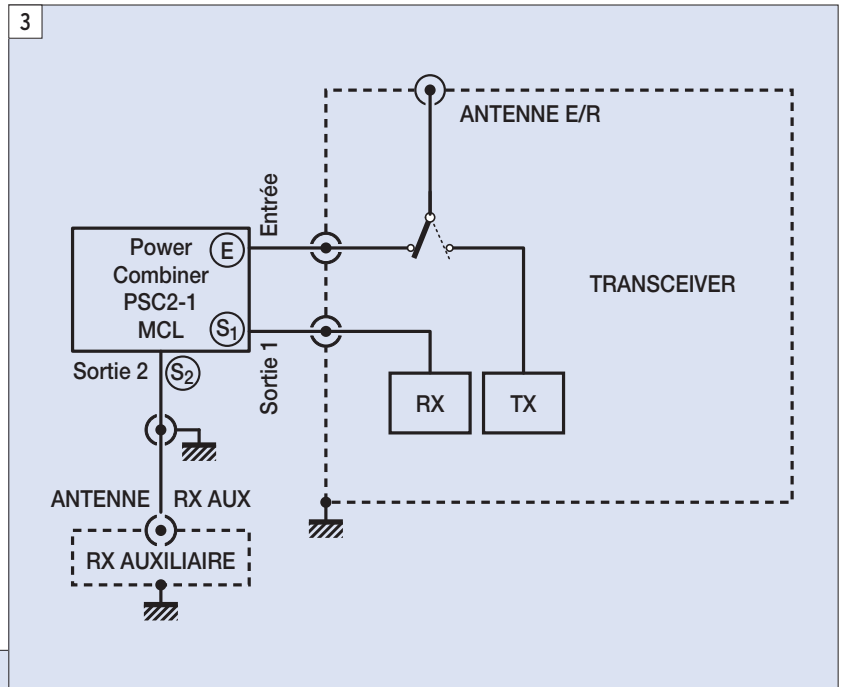 3
ANTENNE E/R
Entrée
Power
Combiner
PSC2-1
MCL
E
S1
TRANSCEIVER
Sortie 2
S2
Sortie 1
RX
TX
ANTENNE RX AUX
RX AUXILIAIRE